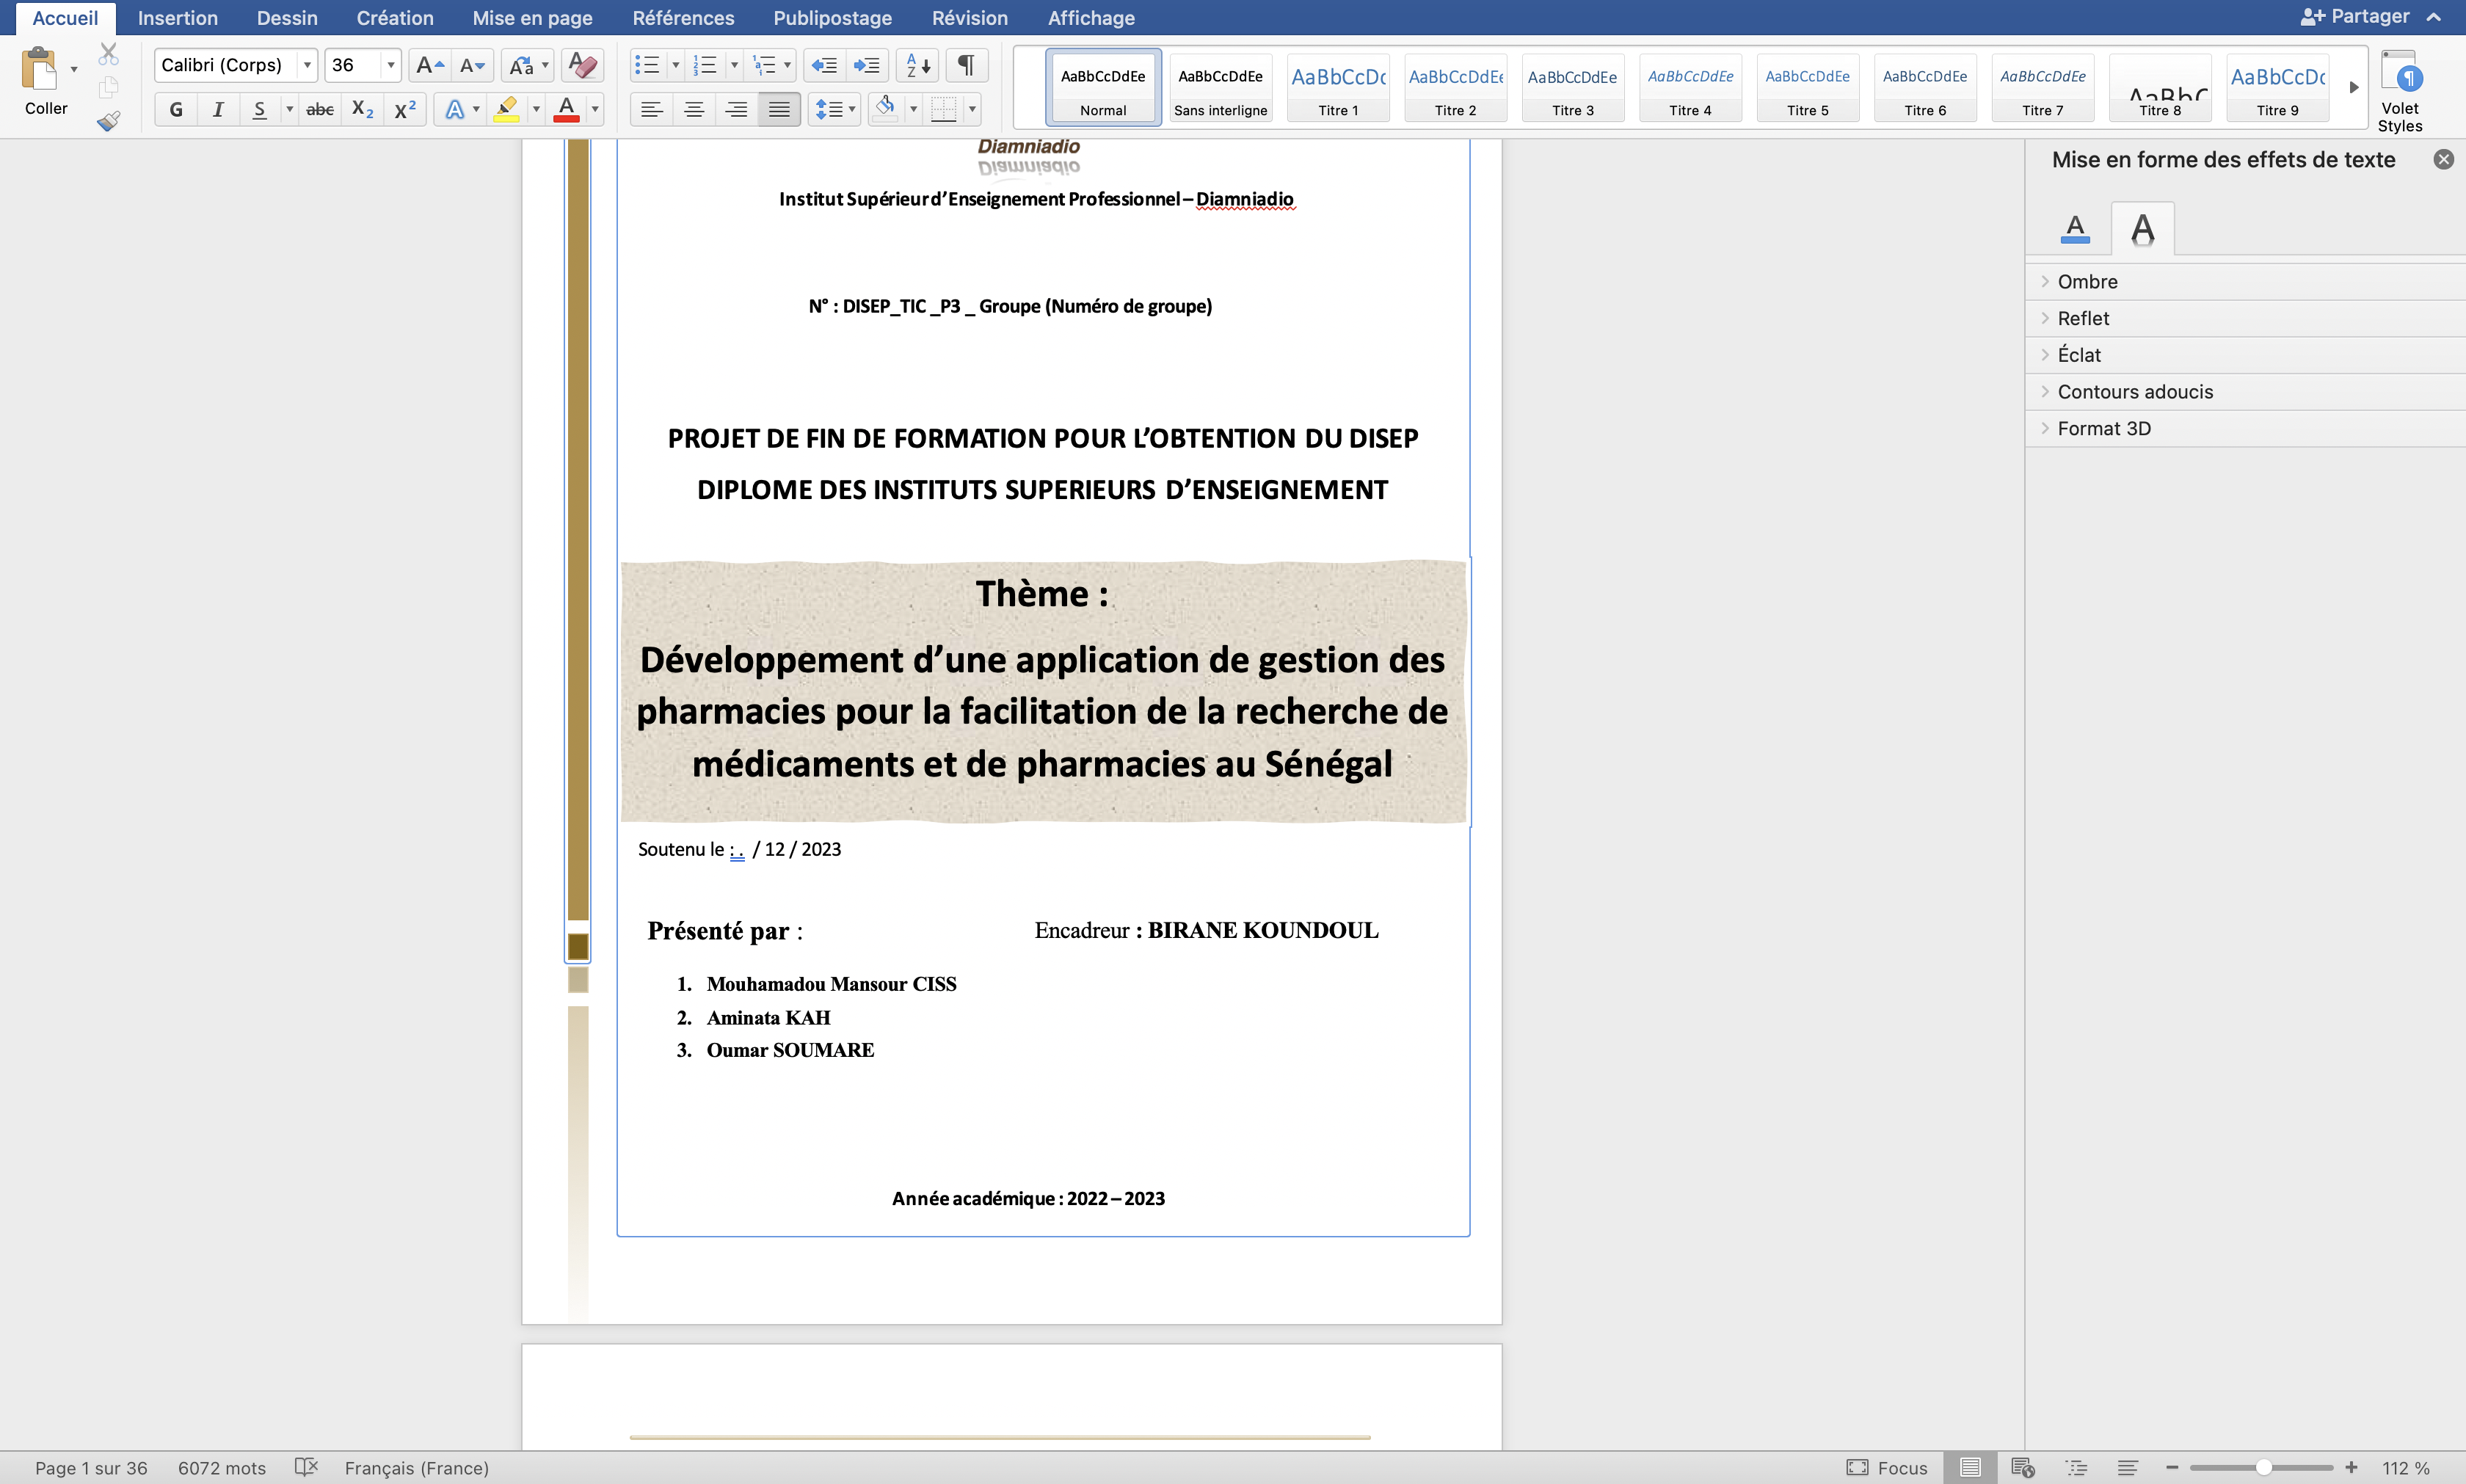 Accueil Insertion Dessin Création Mise en page Références Publipostage Révision Affichage Partager
Coller
Calibri (Corps) 36
G I S abc X2 X2
AaBbCcDdEe Normal
AaBbCcDdEe Sans interligne
AaBbCcDc Titre 1
AaBbCcDdEe Titre 2
AaBbCcDdEe Titre 3
AaBbCcDdEe Titre 4
AaBbCcDdEe Titre 5
AaBbCcDdEe Titre 6
AaBbCcDdEe Titre 7
AaBbC Titre 8
AaBbCcDc Titre 9
Volet Styles
Diamniadio
Institut Supérieur d’Enseignement Professionnel – Diamniadio
N° : DISEP_TIC _P3 _ Groupe (Numéro de groupe)
PROJET DE FIN DE FORMATION POUR L’OBTENTION DU DISEP
DIPLOME DES INSTITUTS SUPERIEURS D’ENSEIGNEMENT
Thème :
Développement d’une application de gestion des
pharmacies pour la facilitation de la recherche de
médicaments et de pharmacies au Sénégal
Soutenu le : . / 12 / 2023
Présenté par :
Encadreur : BIRANE KOUNDOUL
1. Mouhamadou Mansour CISS
2. Aminata KAH
3. Oumar SOUMARE
Année académique : 2022 – 2023
Mise en forme des effets de texte
Ombre
Reflet
Éclat
Contours adoucis
Format 3D
Page 1 sur 36 6072 mots Français (France) Focus 112 %